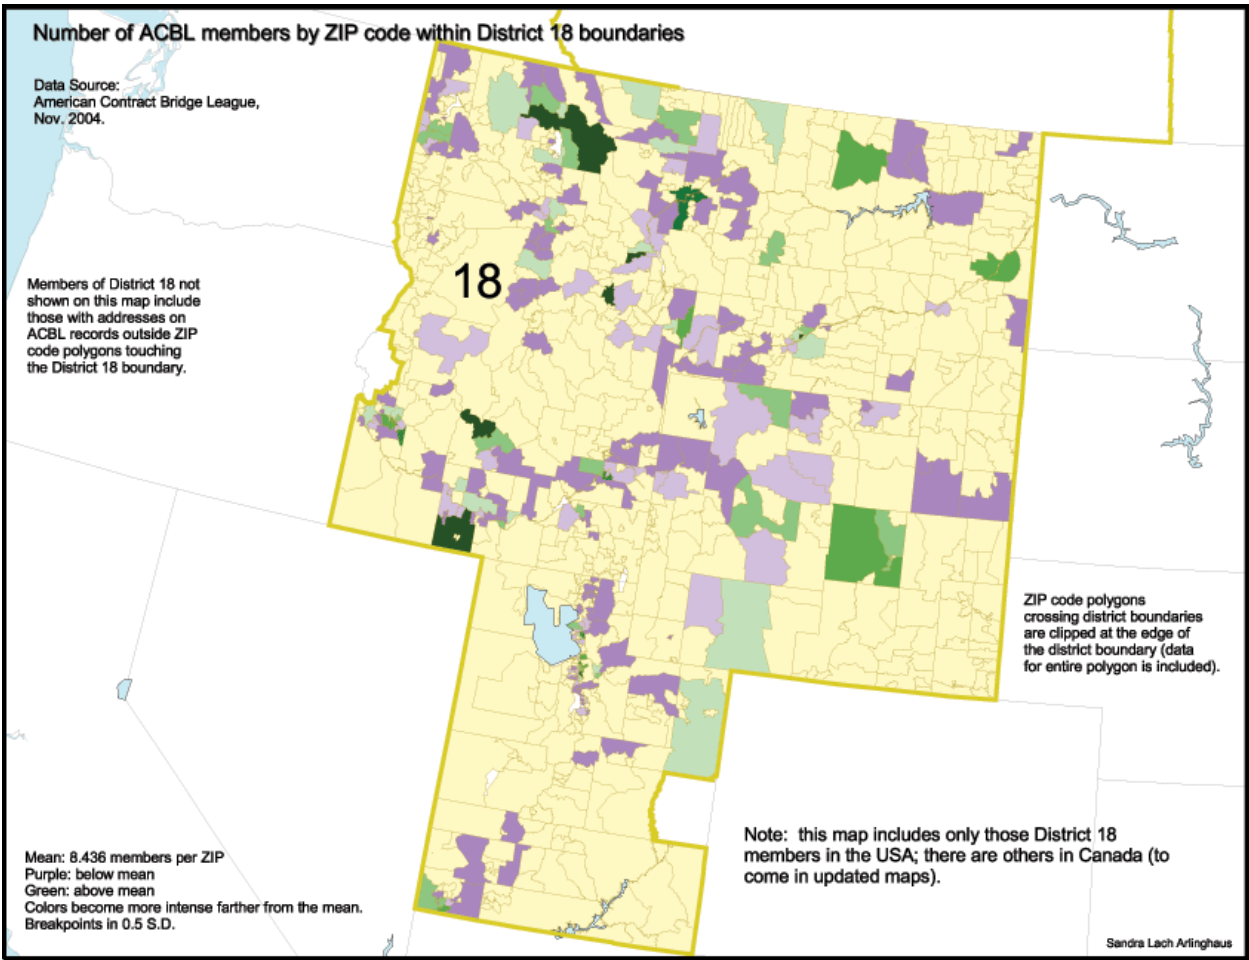 Number of ACBL members by ZIP code within District 18 boundaries
Data Source:
American Contract Bridge League,
Nov. 2004.
18
Members of District 18 not
shown on this map include
those with addresses on
ACBL records outside ZIP
code polygons touching
the District 18 boundary.
ZIP code polygons
crossing district boundaries
are clipped at the edge of
the district boundary (data
for entire polygon is included).
Note: this map includes only those District 18
members in the USA; there are others in Canada (to
come in updated maps).
Mean: 8.436 members per ZIP
Purple: below mean
Green: above mean
Colors become more intense farther from the mean.
Breakpoints in 0.5 S.D.
Sandra Lach Arlinghaus